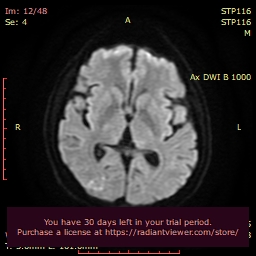 Im: 12/48
Se: 4
STP116
STP116
M
A
Ax DWI B 1000
R
L
You have 30 days left in your trial period.
Purchase a license at https://radiantviewer.com/store/